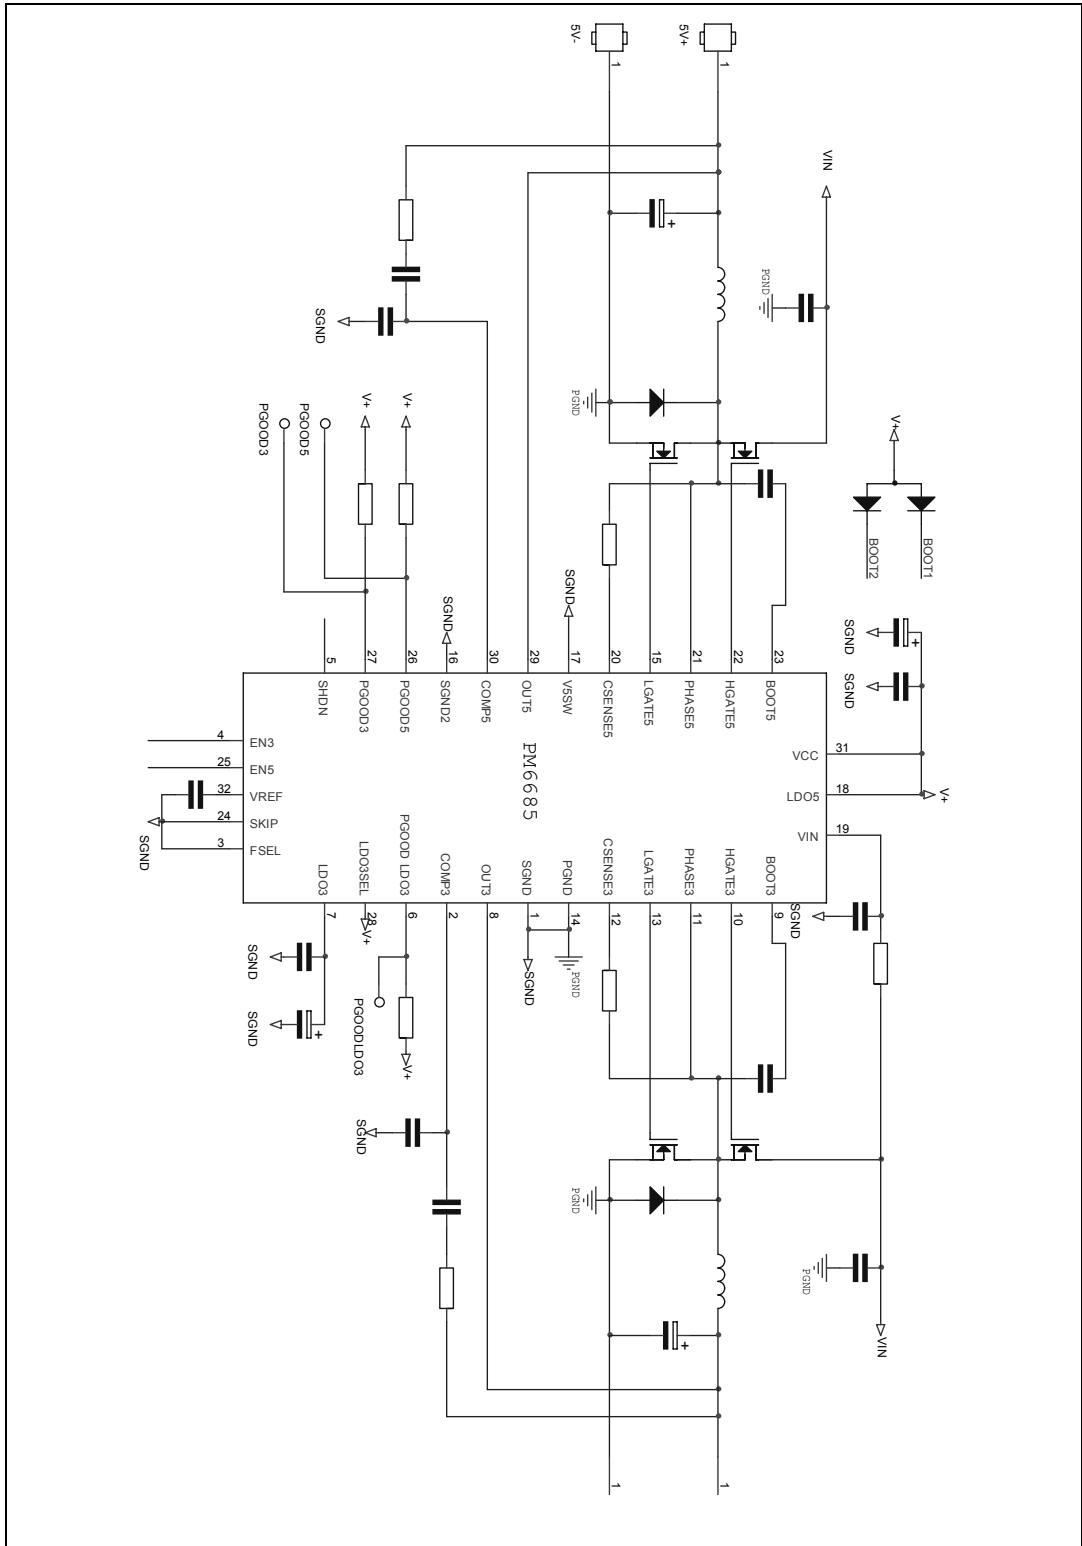 5V-
5V+
1
1
VIN
PGND
SGND
PGND
V+
V+
V+
PGOOD3
PGOOD5
BOOT2
BOOT1
SGND
SGND
SGND
SGND
5
27
26
16
30
29
17
20
15
21
22
23
SHDN
PGOOD3
PGOOD5
SGND2
COMP5
OUT5
V5SW
CSENSE5
LGATE5
PHASE5
HGATE5
BOOT5
4
EN3
25
EN5
32
VREF
24
SKIP
3
FSEL
SGND
PM6685
VCC
31
LDO5
18
V+
VIN
19
LDO3
LDO3SEL
PGOOD LDO3
COMP3
OUT3
SGND
PGND
CSENSE3
LGATE3
PHASE3
HGATE3
BOOT3
7
28
6
2
8
1
14
12
13
11
10
9
V+
SGND
SGND
SGND
PGND
SGND
PGOODLDO3
V+
SGND
PGND
PGND
VIN
1
1